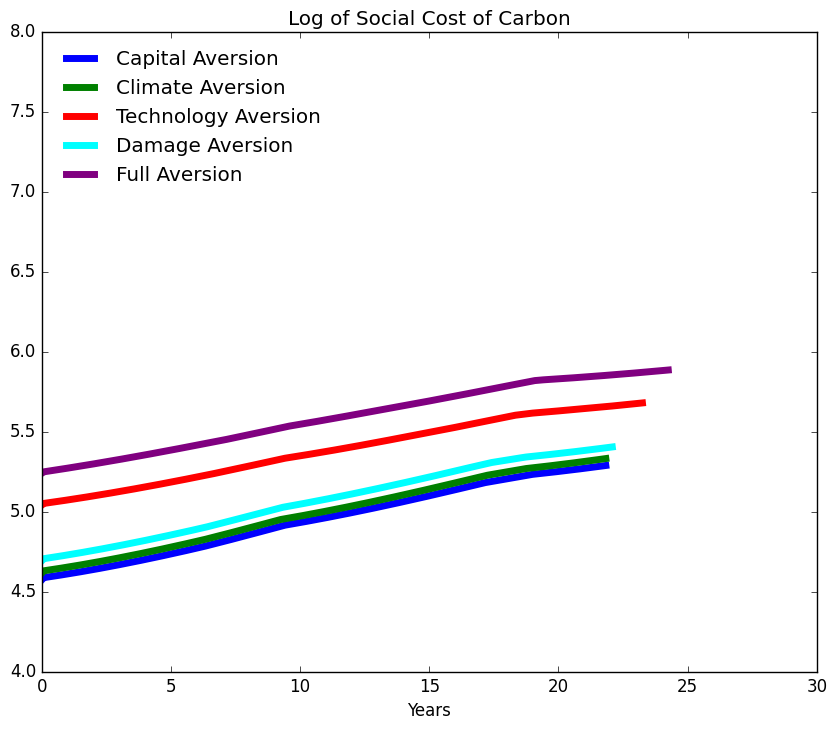 Log of Social Cost of Carbon
8.0
Capital Aversion
Climate Aversion
7.5
Technology Aversion
Damage Aversion
Full Aversion
7.0
6.5
6.0
5.5
5.0
4.5
4.0
0 5 10 15 20 25 30
Years